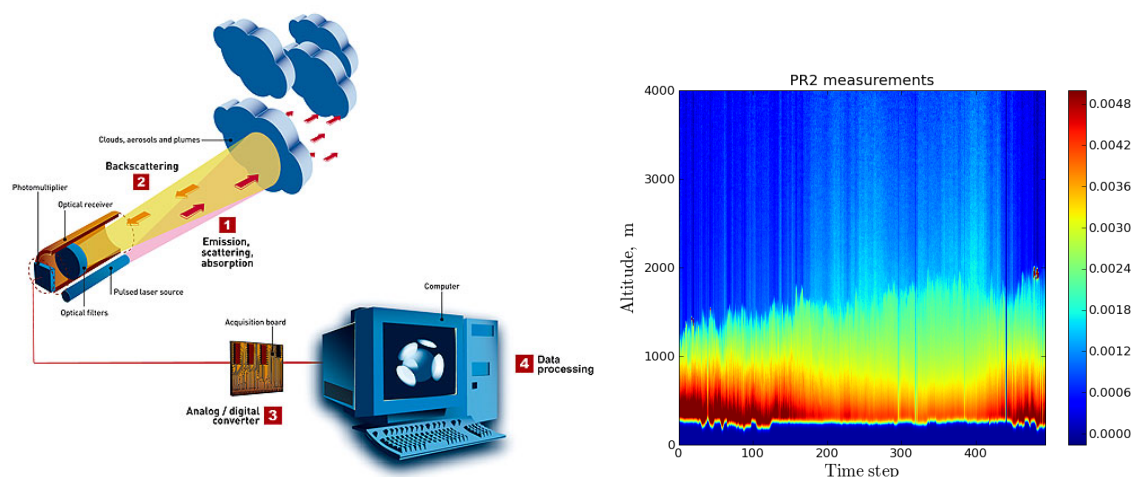 Clouds, aerosols and plumes
Backscattering
2
Photomultiplier
Optical receiver
1
Emission,
scattering,
absorption
Pulsed laser source
Optical filters
Computer
Acquisition board
4 Data
processing
Analog / digital
converter 3
PR2 measurements
4000
3000
2000
1000
0
Altitude, m
0 100 200 300 400
Time step
0.0048
0.0042
0.0036
0.0030
0.0024
0.0018
0.0012
0.0006
0.0000